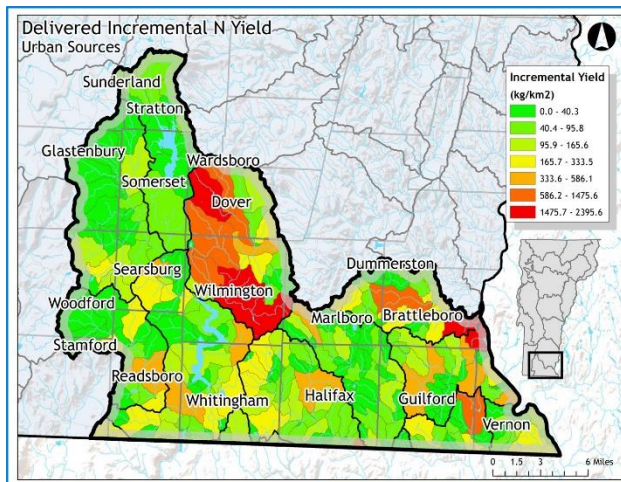 Delivered Incremental N Yield
Urban Sources
Incremental Yield
(kg/km2)
0.0 - 40.3
40.4 - 95.8
95.9 - 165.6
165.7 - 333.5
333.6 - 586.1
586.2 - 1475.6
1475.7 - 2395.6
Sunderland
Stratton
Glastenbury
Wardsboro
Somerset
Dover
Dummerston
Searsburg
Wilmington
Woodford
Marlboro
Brattleboro
Stamford
Readsboro
Halifax
Guilford
Whitingham
Vernon
0 1.5 3 6 Miles